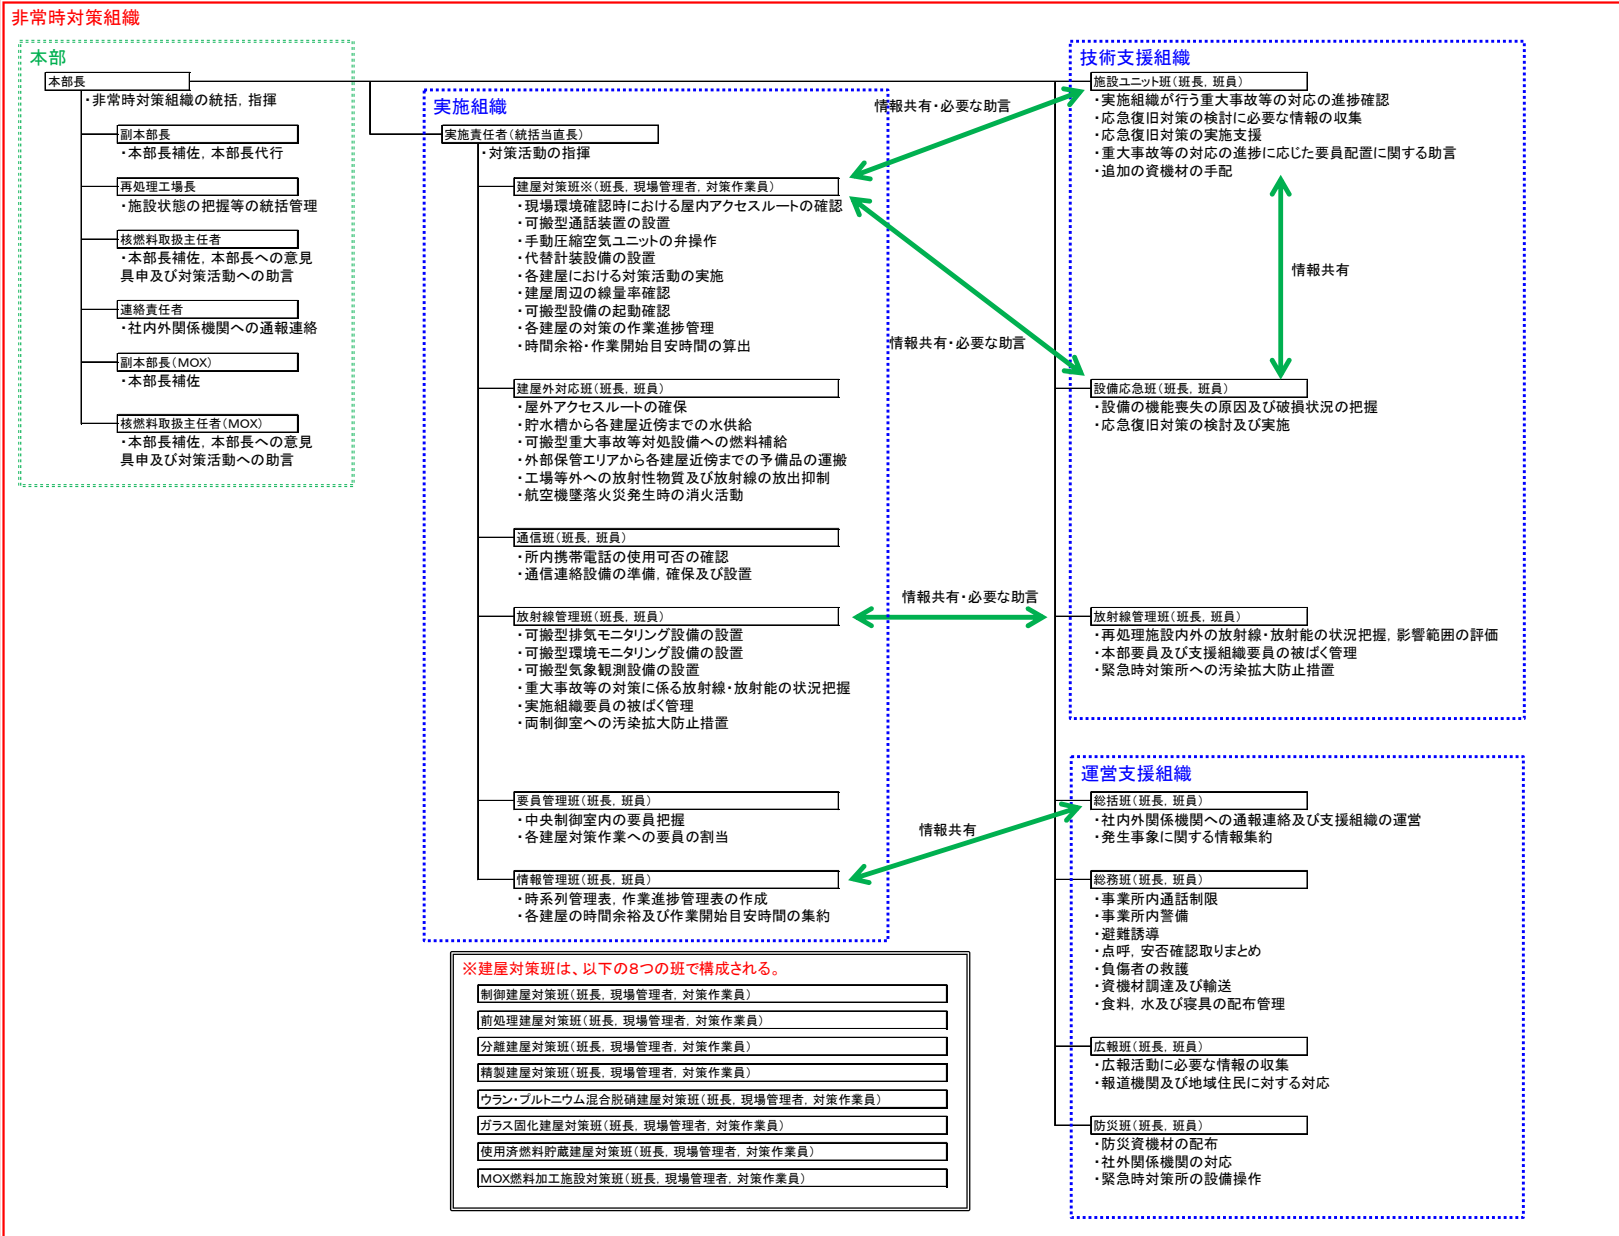 非常時対策組織
本部
本部長
・非常時対策組織の統括，指揮
副本部長
・本部長補佐，本部長代行
再処理工場長
・施設状態の把握等の統括管理
核燃料取扱主任者
・本部長補佐，本部長への意見
具申及び対策活動への助言
連絡責任者
・社内外関係機関への通報連絡
副本部長（MOX）
・本部長補佐
核燃料取扱主任者（MOX）
・本部長補佐，本部長への意見
具申及び対策活動への助言
実施組織
実施責任者（統括当直長）
・対策活動の指揮
建屋対策班※（班長，現場管理者，対策作業員）
・現場環境確認時における屋内アクセスルートの確認
・可搬型通話装置の設置
・手動圧縮空気ユニットの弁操作
・代替計装設備の設置
・各建屋における対策活動の実施
・建屋周辺の線量率確認
・可搬型設備の起動確認
・各建屋の対策の作業進捗管理
・時間余裕・作業開始目安時間の算出
建屋外対応班（班長，班員）
・屋外アクセスルートの確保
・貯水槽から各建屋近傍までの水供給
・可搬型重大事故等対処設備への燃料補給
・外部保管エリアから各建屋近傍までの予備品の運搬
・工場等外への放射性物質及び放射線の放出抑制
・航空機墜落火災発生時の消火活動
通信班（班長，班員）
・所内携帯電話の使用可否の確認
・通信連絡設備の準備，確保及び設置
放射線管理班（班長，班員）
・可搬型排気モニタリング設備の設置
・可搬型環境モニタリング設備の設置
・可搬型気象観測設備の設置
・重大事故等の対策に係る放射線・放射能の状況把握
・実施組織要員の被ばく管理
・両制御室への汚染拡大防止措置
要員管理班（班長，班員）
・中央制御室内の要員把握
・各建屋対策作業への要員の割当
情報管理班（班長，班員）
・時系列管理表，作業進捗管理表の作成
・各建屋の時間余裕及び作業開始目安時間の集約
情報共有・必要な助言
情報共有・必要な助言
情報共有・必要な助言
情報共有
技術支援組織
施設ユニット班（班長，班員）
・実施組織が行う重大事故等の対応の進捗確認
・応急復旧対策の検討に必要な情報の収集
・応急復旧対策の実施支援
・重大事故等の対応の進捗に応じた要員配置に関する助言
・追加の資機材の手配
情報共有
設備応急班（班長，班員）
・設備の機能喪失の原因及び破損状況の把握
・応急復旧対策の検討及び実施
放射線管理班（班長，班員）
・再処理施設内外の放射線・放射能の状況把握，影響範囲の評価
・本部要員及び支援組織要員の被ばく管理
・緊急時対策所への汚染拡大防止措置
運営支援組織
総括班（班長，班員）
・社内外関係機関への通報連絡及び支援組織の運営
・発生事象に関する情報集約
総務班（班長，班員）
・事業所内通話制限
・事業所内警備
・避難誘導
・点呼，安否確認取りまとめ
・負傷者の救護
・資機材調達及び輸送
・食料，水及び寝具の配布管理
広報班（班長，班員）
・広報活動に必要な情報の収集
・報道機関及び地域住民に対する対応
防災班（班長，班員）
・防災資機材の配布
・社外関係機関の対応
・緊急時対策所の設備操作
※建屋対策班は、以下の8つの班で構成される。
制御建屋対策班（班長，現場管理者，対策作業員）
前処理建屋対策班（班長，現場管理者，対策作業員）
分離建屋対策班（班長，現場管理者，対策作業員）
精製建屋対策班（班長，現場管理者，対策作業員）
ウラン・プルトニウム混合脱硝建屋対策班（班長，現場管理者，対策作業員）
ガラス固化建屋対策班（班長，現場管理者，対策作業員）
使用済燃料貯蔵建屋対策班（班長，現場管理者，対策作業員）
MOX燃料加工施設対策班（班長，現場管理者，対策作業員）